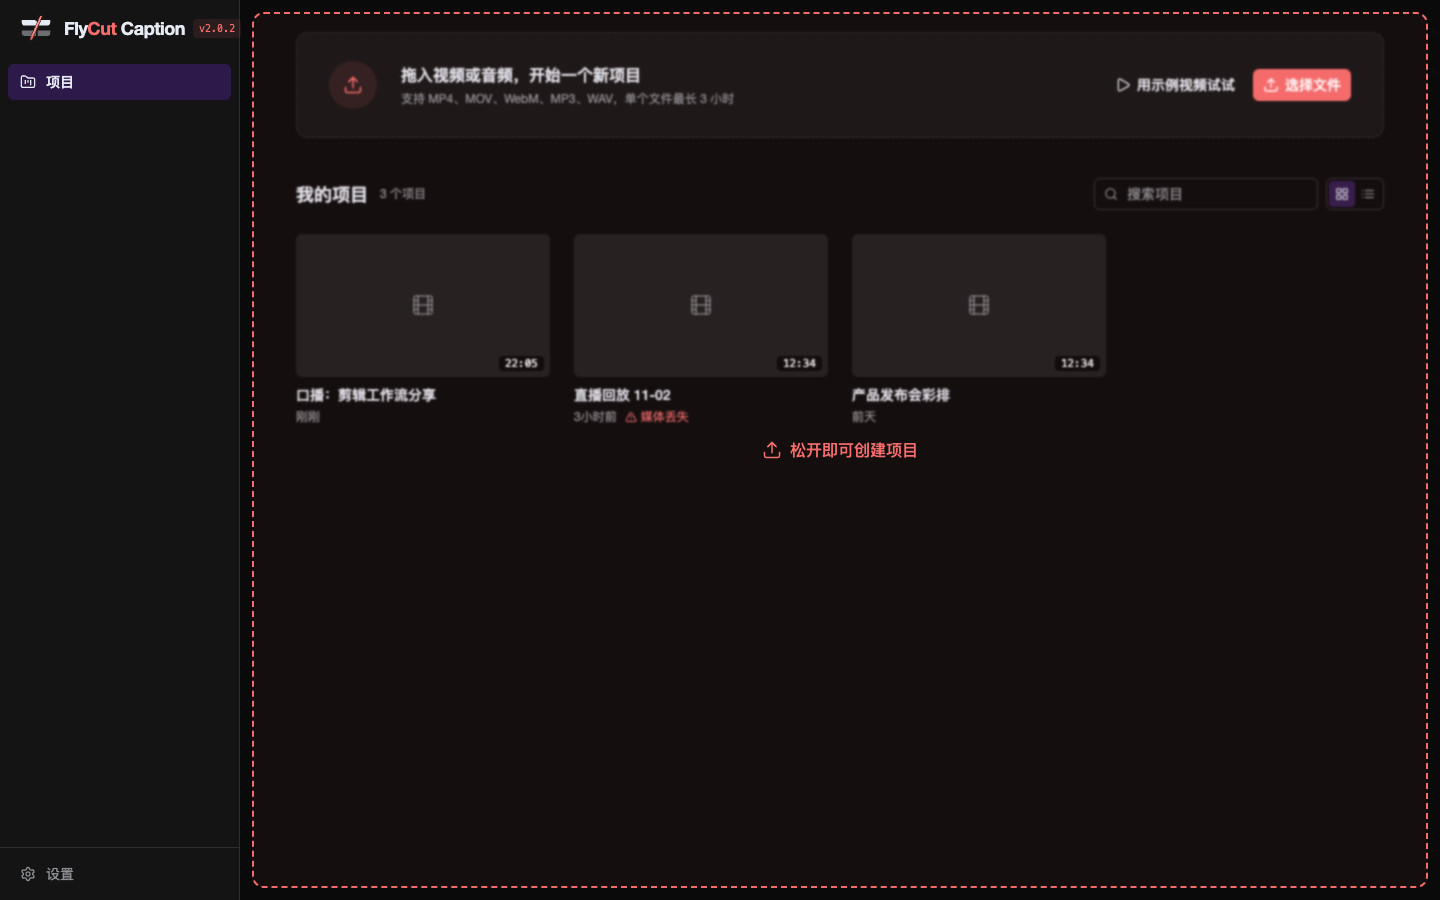 FlyCut Caption v2.0.2
项目
拖入视频或音频，开始一个新项目
支持 MP4、MOV、WebM、MP3、WAV，单个文件最长 3 小时
用示例视频试试
选择文件
我的项目 3 个项目
搜索项目
22:05
12:34
12:34
口播：剪辑工作流分享
刚刚
直播回放 11-02
3小时前 媒体丢失
产品发布会彩排
前天
松开即可创建项目
设置